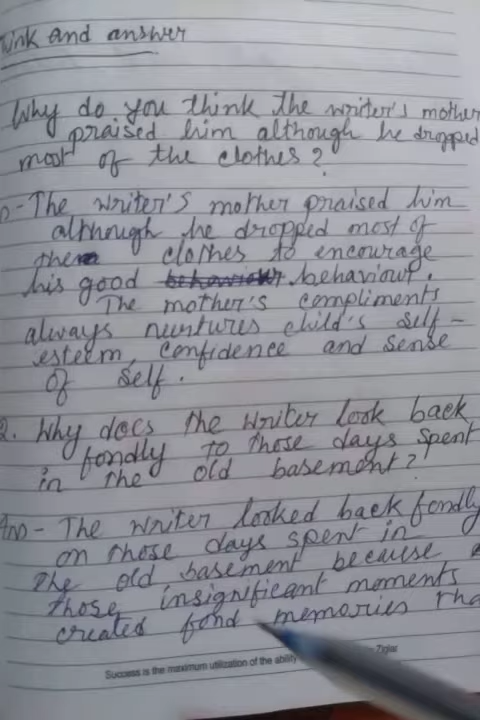 Think and answer
Why do you think the writer's mother
praised him although he dropped
most of the clothes?
- The writer's mother praised him
although he dropped most of
the clothes to encourage
his good behaviour.
The mother's compliments
always nurtures child's self-
esteem, confidence and sense
of self.
2. Why does the writer look back
fondly to those days spent
in the old basement?
Ans - The writer looked back fondly
on those days spent in
the old basement because
those insignificant moments
created fond memories tha
Success is the maximum utilization of the ability Ziglar